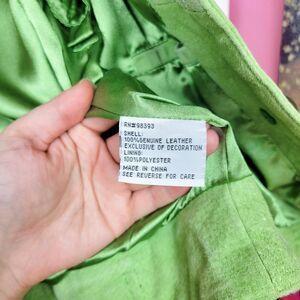 RN#98393
SHELL:
100%GENUINE LEATHER
EXCLUSIVE OF DECORATION
LINING:
100%POLYESTER
MADE IN CHINA
SEE REVERSE FOR CARE